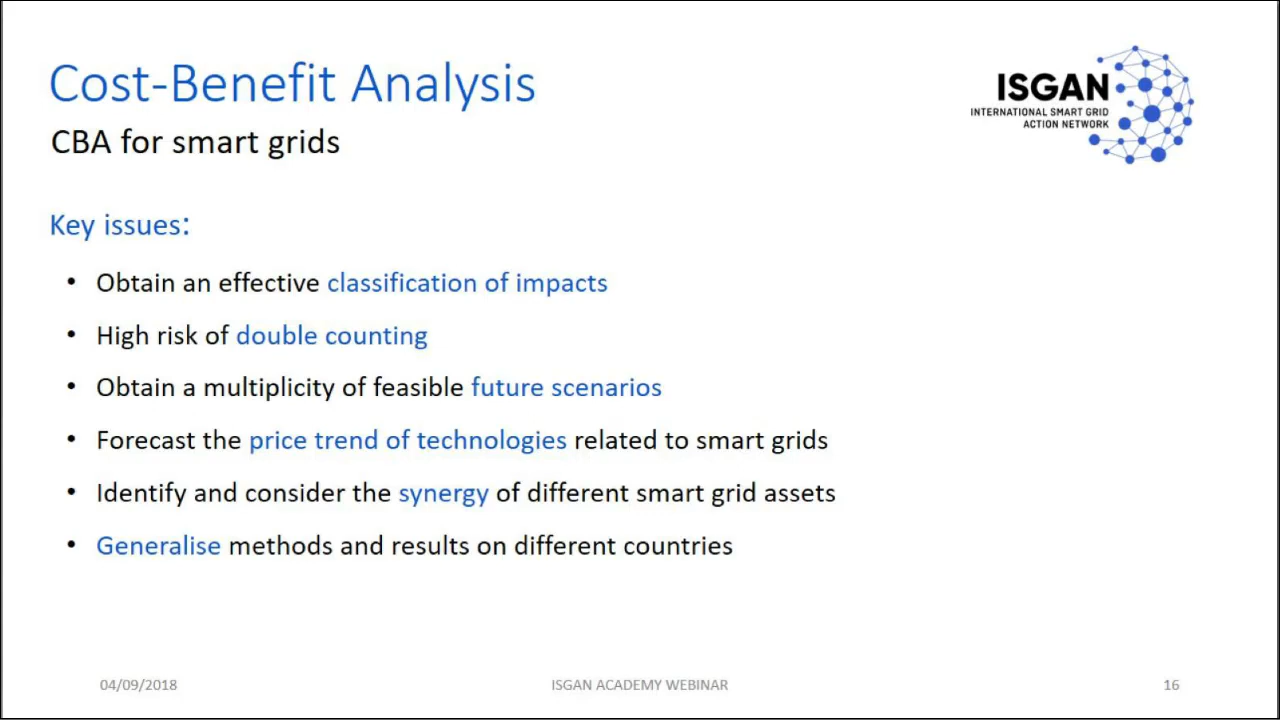 Cost-Benefit Analysis
CBA for smart grids
ISGAN
INTERNATIONAL SMART GRID
ACTION NETWORK
Key issues:
• Obtain an effective classification of impacts
• High risk of double counting
• Obtain a multiplicity of feasible future scenarios
• Forecast the price trend of technologies related to smart grids
• Identify and consider the synergy of different smart grid assets
• Generalise methods and results on different countries
04/09/2018
ISGAN ACADEMY WEBINAR
16